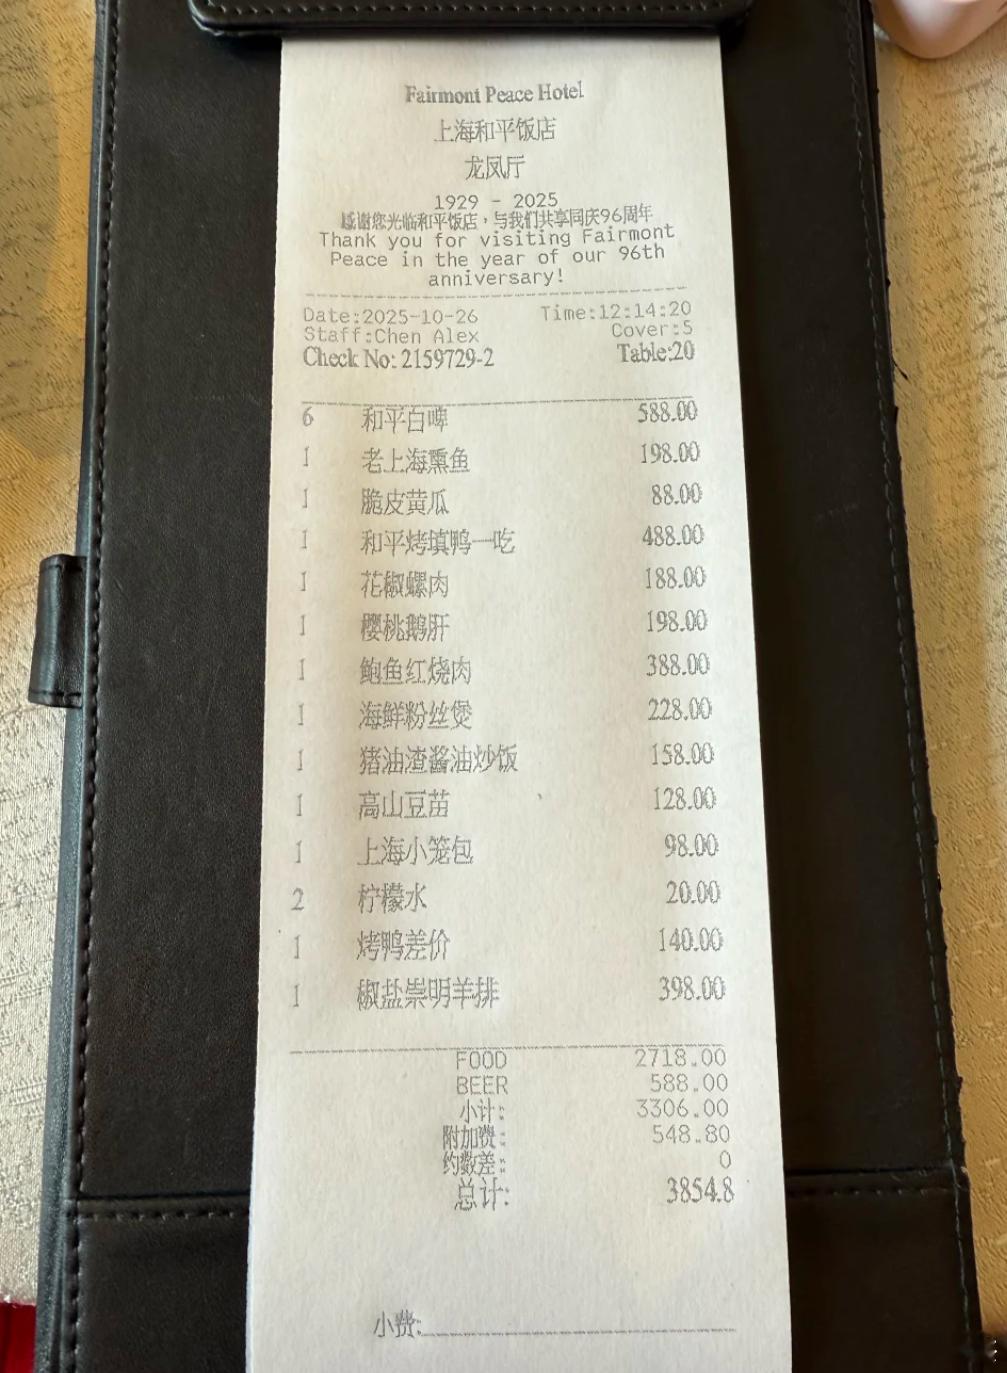 Fairmont Peace Hotel
上海和平饭店
龙凤厅
1929 - 2025
感谢您光临和平饭店，与我们共享同庆96周年
Thank you for visiting Fairmont
Peace in the year of our 96th
anniversary!
Date:2025-10-26 Time:12:14:20
Staff:Chen Alex Cover:5
Check No: 2159729-2 Table:20
6 和平白啤 588.00
1 老上海熏鱼 198.00
1 脆皮黄瓜 88.00
1 和平烤填鸭一吃 488.00
1 花椒螺肉 188.00
1 樱桃鹅肝 198.00
1 鲍鱼红烧肉 388.00
1 海鲜粉丝煲 228.00
1 猪油渣酱油炒饭 158.00
1 高山豆苗 128.00
1 上海小笼包 98.00
2 柠檬水 20.00
1 烤鸭差价 140.00
1 椒盐崇明羊排 398.00
FOOD 2718.00
BEER 588.00
小计: 3306.00
附加费: 548.80
约数差: 0
总计: 3854.8
小费: